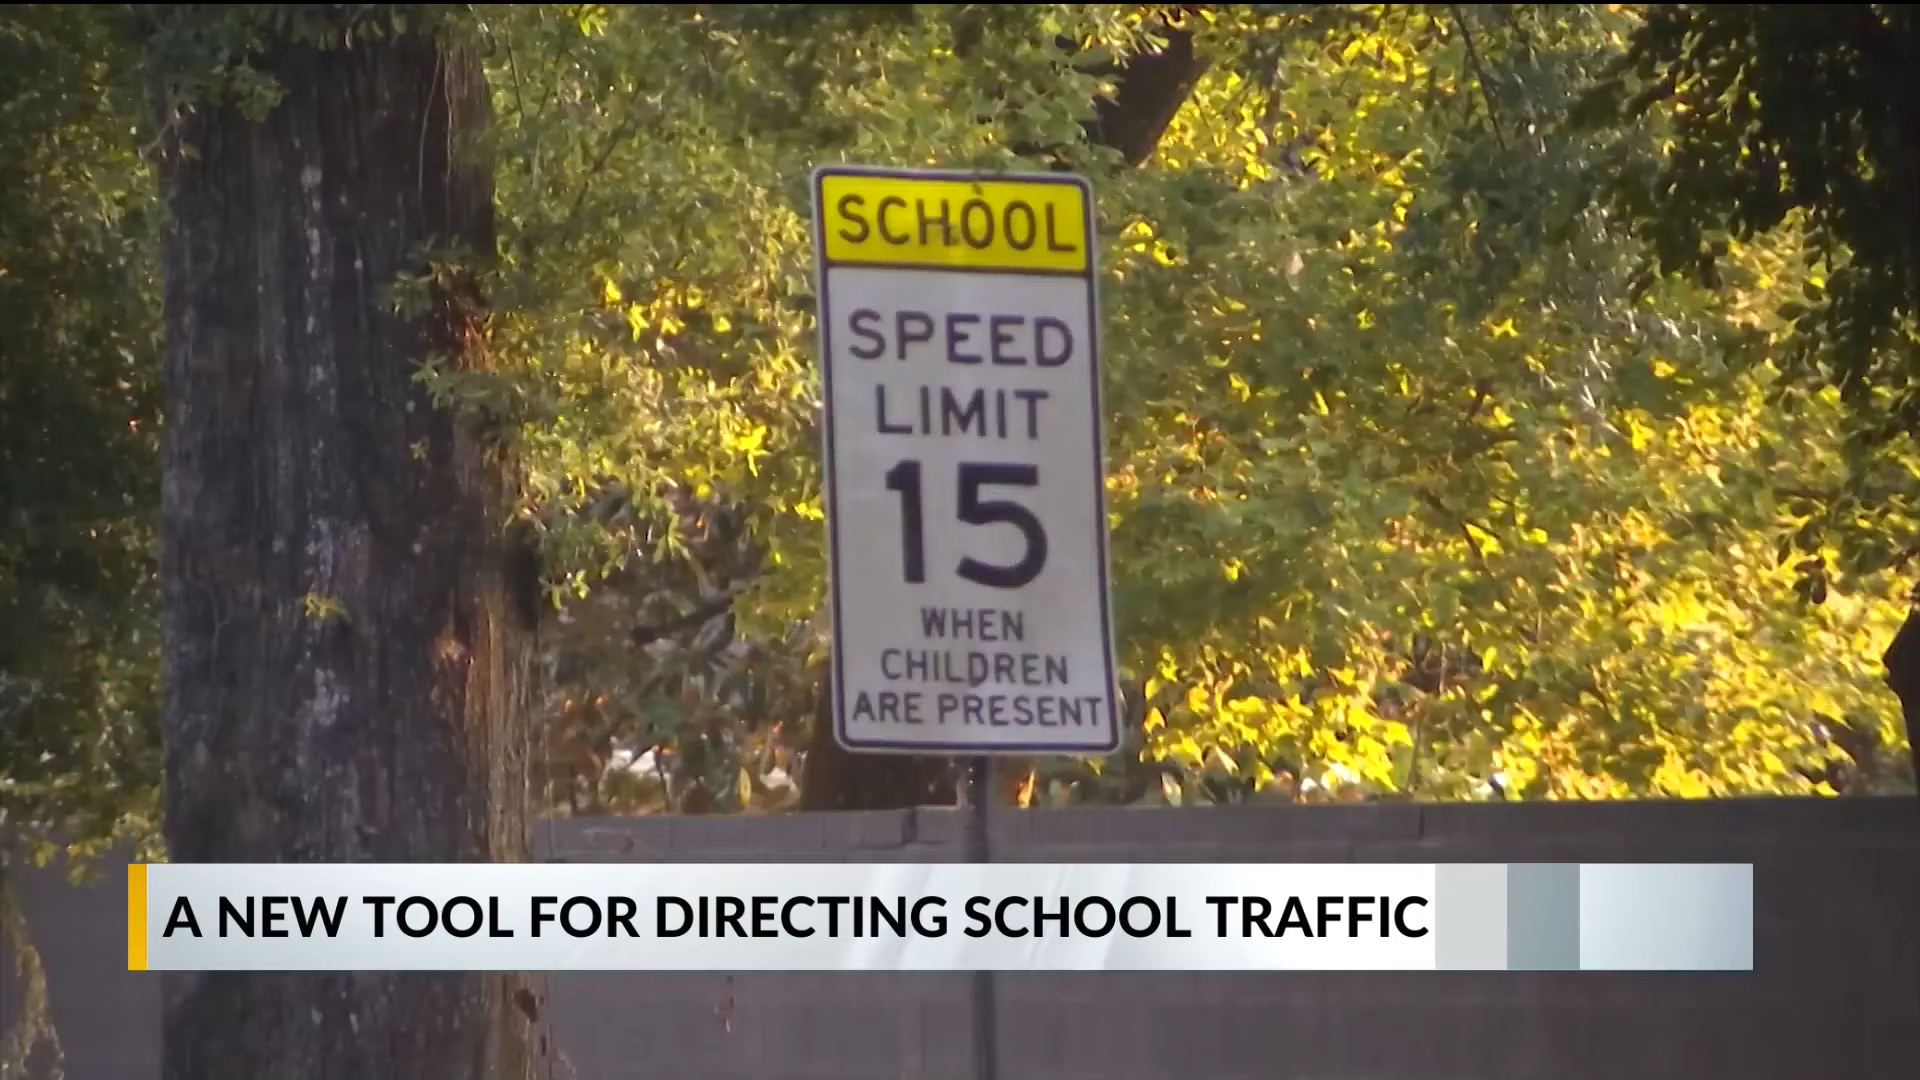 SCHOOL
SPEED
LIMIT
15
WHEN
CHILDREN
ARE PRESENT
A NEW TOOL FOR DIRECTING SCHOOL TRAFFIC